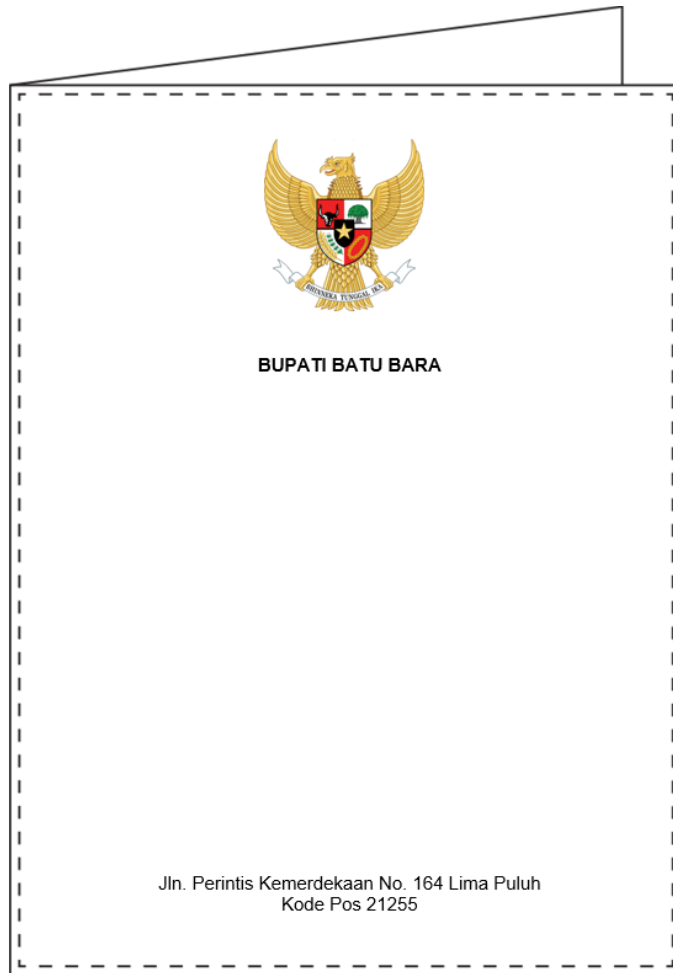 BHINNEKA TUNGGAL IKA
BUPATI BATU BARA
Jln. Perintis Kemerdekaan No. 164 Lima Puluh
Kode Pos 21255